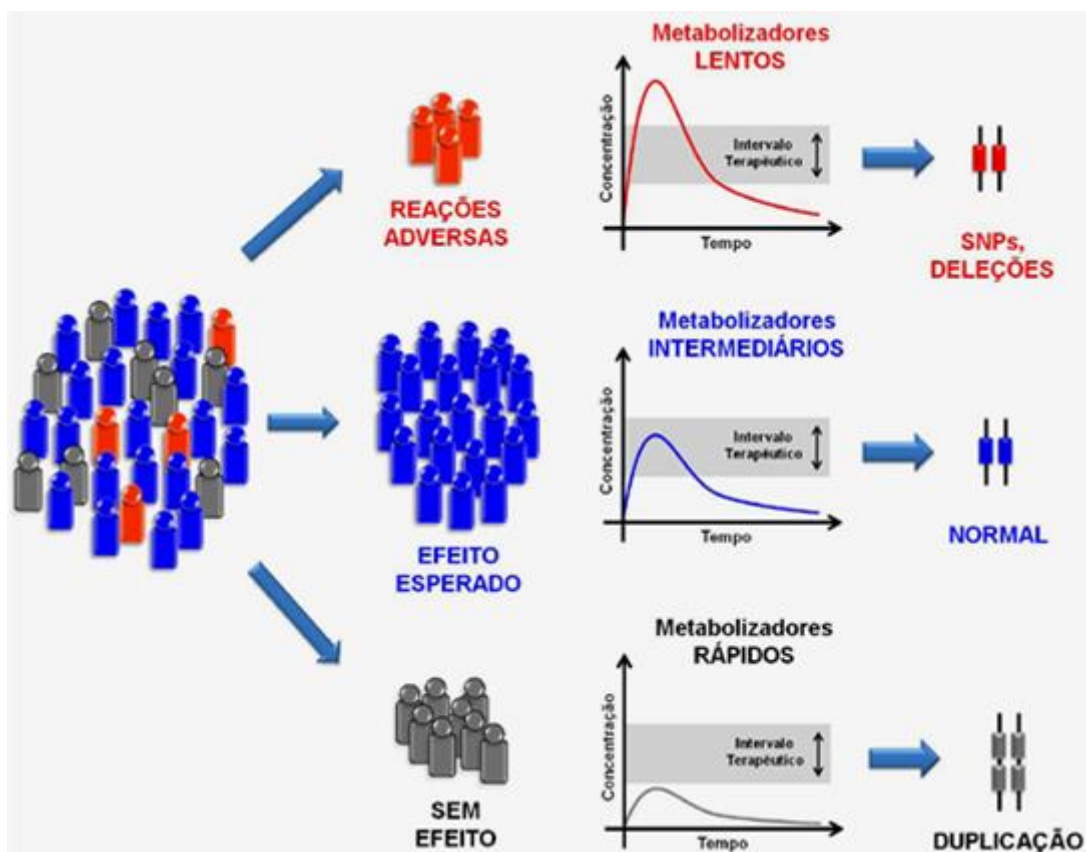 Metabolizadores
LENTOS
REAÇÕES
ADVERSAS
Concentração
Intervalo
Terapêutico
Tempo
SNPs,
DELEÇÕES
Metabolizadores
INTERMEDIÁRIOS
EFEITO
ESPERADO
Concentração
Intervalo
Terapêutico
Tempo
NORMAL
Metabolizadores
RÁPIDOS
SEM
EFEITO
Concentração
Intervalo
Terapêutico
Tempo
DUPLICAÇÃO